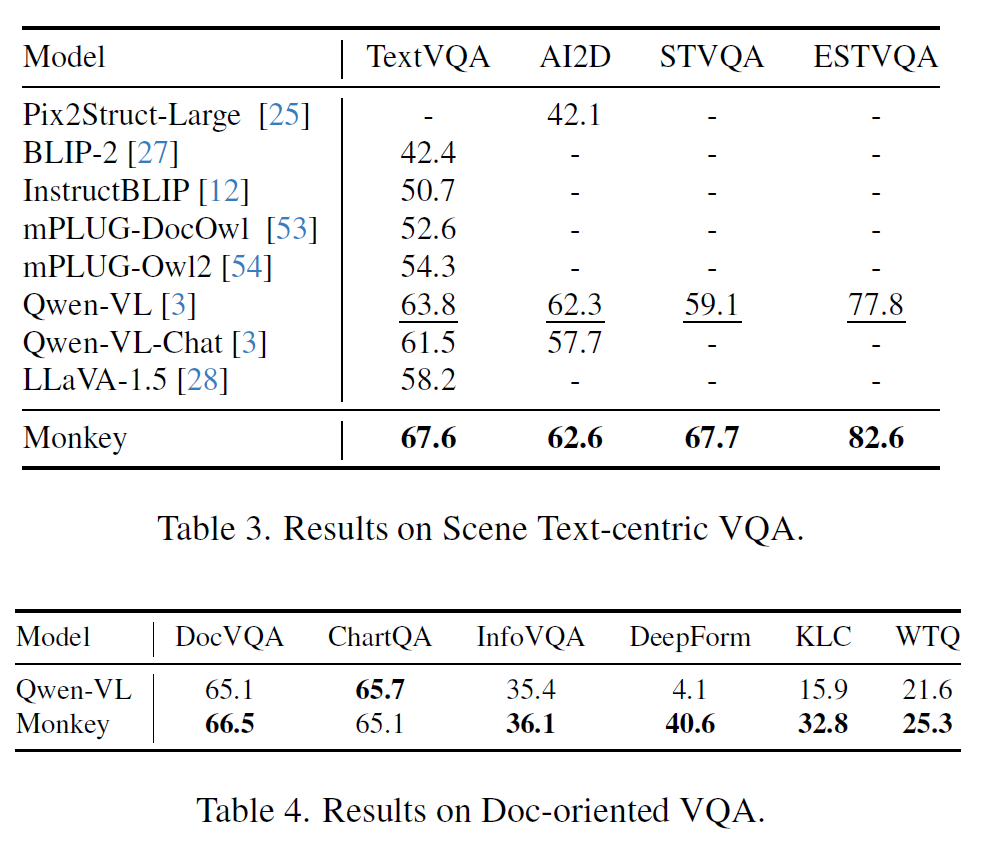 Model TextVQA AI2D STVQA ESTVQA
Pix2Struct-Large [25] - 42.1 - -
BLIP-2 [27] 42.4 - - -
InstructBLIP [12] 50.7 - - -
mPLUG-DocOwl [53] 52.6 - - -
mPLUG-Owl2 [54] 54.3 - - -
Qwen-VL [3] 63.8 62.3 59.1 77.8
Qwen-VL-Chat [3] 61.5 57.7 - -
LLaVA-1.5 [28] 58.2 - - -
Monkey 67.6 62.6 67.7 82.6
Table 3. Results on Scene Text-centric VQA.
Model DocVQA ChartQA InfoVQA DeepForm KLC WTQ
Qwen-VL 65.1 65.7 35.4 4.1 15.9 21.6
Monkey 66.5 65.1 36.1 40.6 32.8 25.3
Table 4. Results on Doc-oriented VQA.